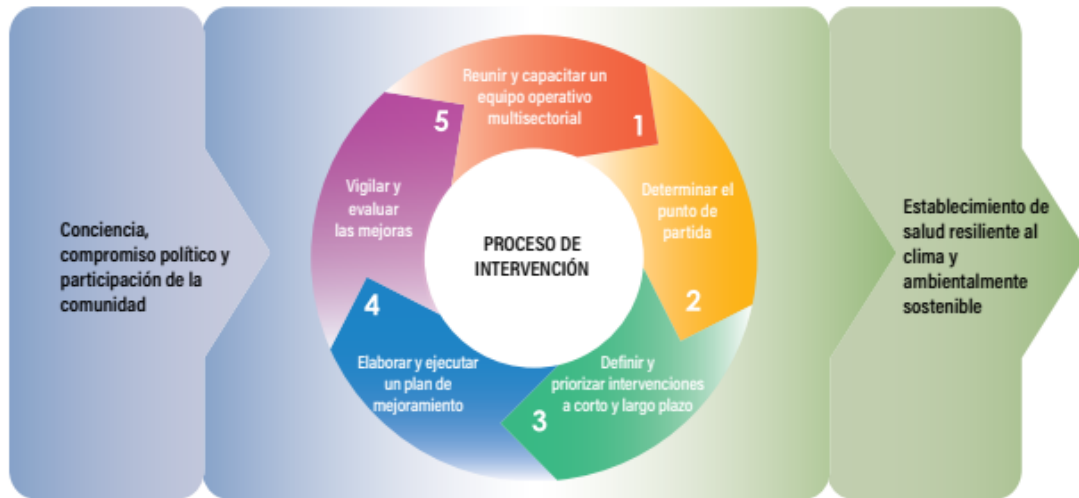 Conciencia,
compromiso político y
participación de la
comunidad
PROCESO DE
INTERVENCIÓN
Reunir y capacitar un
equipo operativo
multisectorial
1
Determinar el
punto de
partida
2
Definir y
priorizar intervenciones
a corto y largo plazo
3
Elaborar y ejecutar
un plan de
mejoramiento
4
Vigilar y
evaluar
las mejoras
5
Establecimiento de
salud resiliente al
clima y
ambientalmente
sostenible